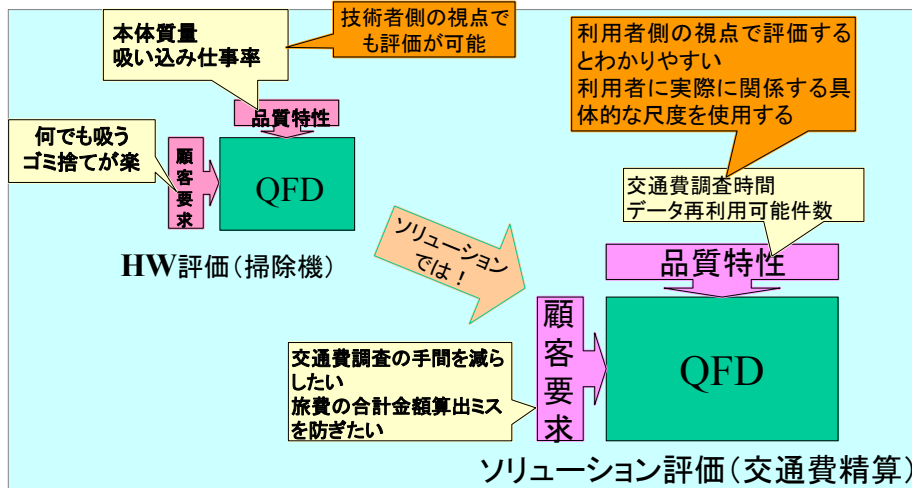 本体質量
吸い込み仕事率
技術者側の視点で
も評価が可能
品質特性
何でも吸う
ゴミ捨てが楽
顧客要求
QFD
HW評価（掃除機）
ソリューション
では！
利用者側の視点で評価する
とわかりやすい
利用者に実際に関係する具
体的な尺度を使用する
交通費調査時間
データ再利用可能件数
品質特性
交通費調査の手間を減ら
したい
旅費の合計金額算出ミス
を防ぎたい
顧客要求
QFD
ソリューション評価（交通費精算）